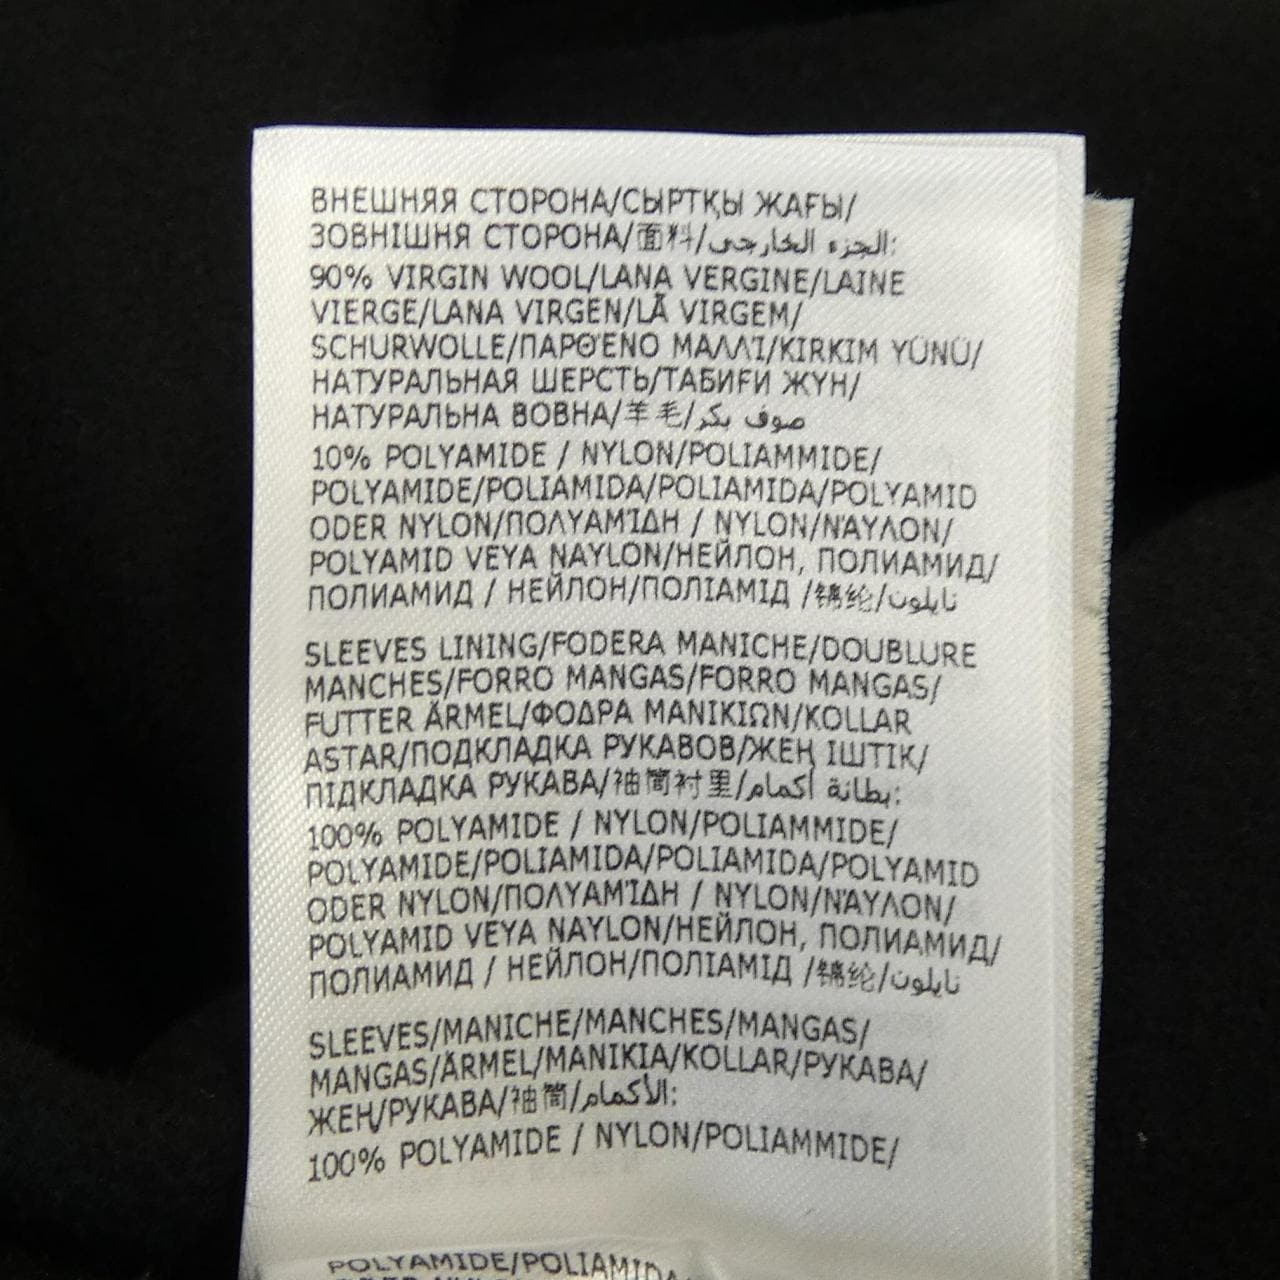 ВНЕШНЯЯ СТОРОНА/СЫРТҚЫ ЖАҒЫ/
ЗОВНІШНЯ СТОРОНА/面料/الجزء الخارجي:
90% VIRGIN WOOL/LANA VERGINE/LAINE
VIERGE/LANA VIRGEN/LÃ VIRGEM/
SCHURWOLLE/ΠΑΡΘΈΝΟ ΜΑΛΛΊ/KIRKIM YÜNÜ/
НАТУРАЛЬНАЯ ШЕРСТЬ/ТАБИҒИ ЖҮН/
НАТУРАЛЬНА ВОВНА/羊毛/صوف بكر
10% POLYAMIDE / NYLON/POLIAMMIDE/
POLYAMIDE/POLIAMIDA/POLIAMIDA/POLYAMID
ODER NYLON/ΠΟΛΥΑΜΊΔΗ / NYLON/ΝΆΥΛΟΝ/
POLYAMID VEYA NAYLON/НЕЙЛОН, ПОЛИАМИД/
ПОЛИАМИД / НЕЙЛОН/ПОЛІАМІД /锦纶/نايلون
SLEEVES LINING/FODERA MANICHE/DOUBLURE
MANCHES/FORRO MANGAS/FORRO MANGAS/
FUTTER ÄRMEL/ΦΟΔΡΑ ΜΑΝΙΚΙΩΝ/KOLLAR
ASTAR/ПОДКЛАДКА РУКАВОВ/ЖЕҢ ІШТІК/
ПІДКЛАДКА РУКАВА/袖筒衬里/بطانة أكمام:
100% POLYAMIDE / NYLON/POLIAMMIDE/
POLYAMIDE/POLIAMIDA/POLIAMIDA/POLYAMID
ODER NYLON/ΠΟΛΥΑΜΊΔΗ / NYLON/ΝΆΥΛΟΝ/
POLYAMID VEYA NAYLON/НЕЙЛОН, ПОЛИАМИД/
ПОЛИАМИД / НЕЙЛОН/ПОЛІАМІД /锦纶/نايلون
SLEEVES/MANICHE/MANCHES/MANGAS/
MANGAS/ÄRMEL/ΜΑΝΙΚΙΑ/KOLLAR/РУКАВА/
ЖЕҢ/РУКАВА/袖筒/الأكمام:
100% POLYAMIDE / NYLON/POLIAMMIDE/
POLYAMIDE/POLIAMIDA